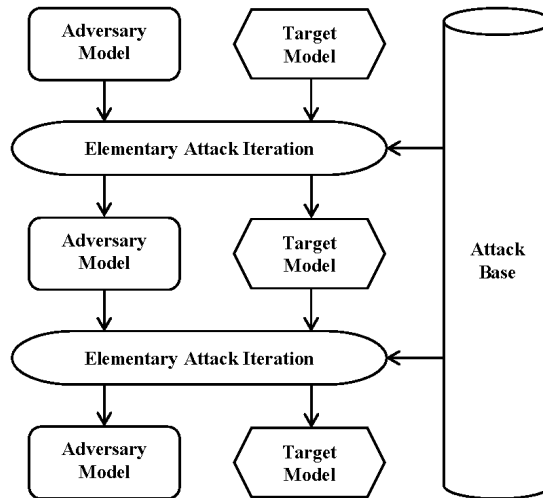 Adversary
Model
Target
Model
Elementary Attack Iteration
Adversary
Model
Target
Model
Attack
Base
Elementary Attack Iteration
Adversary
Model
Target
Model